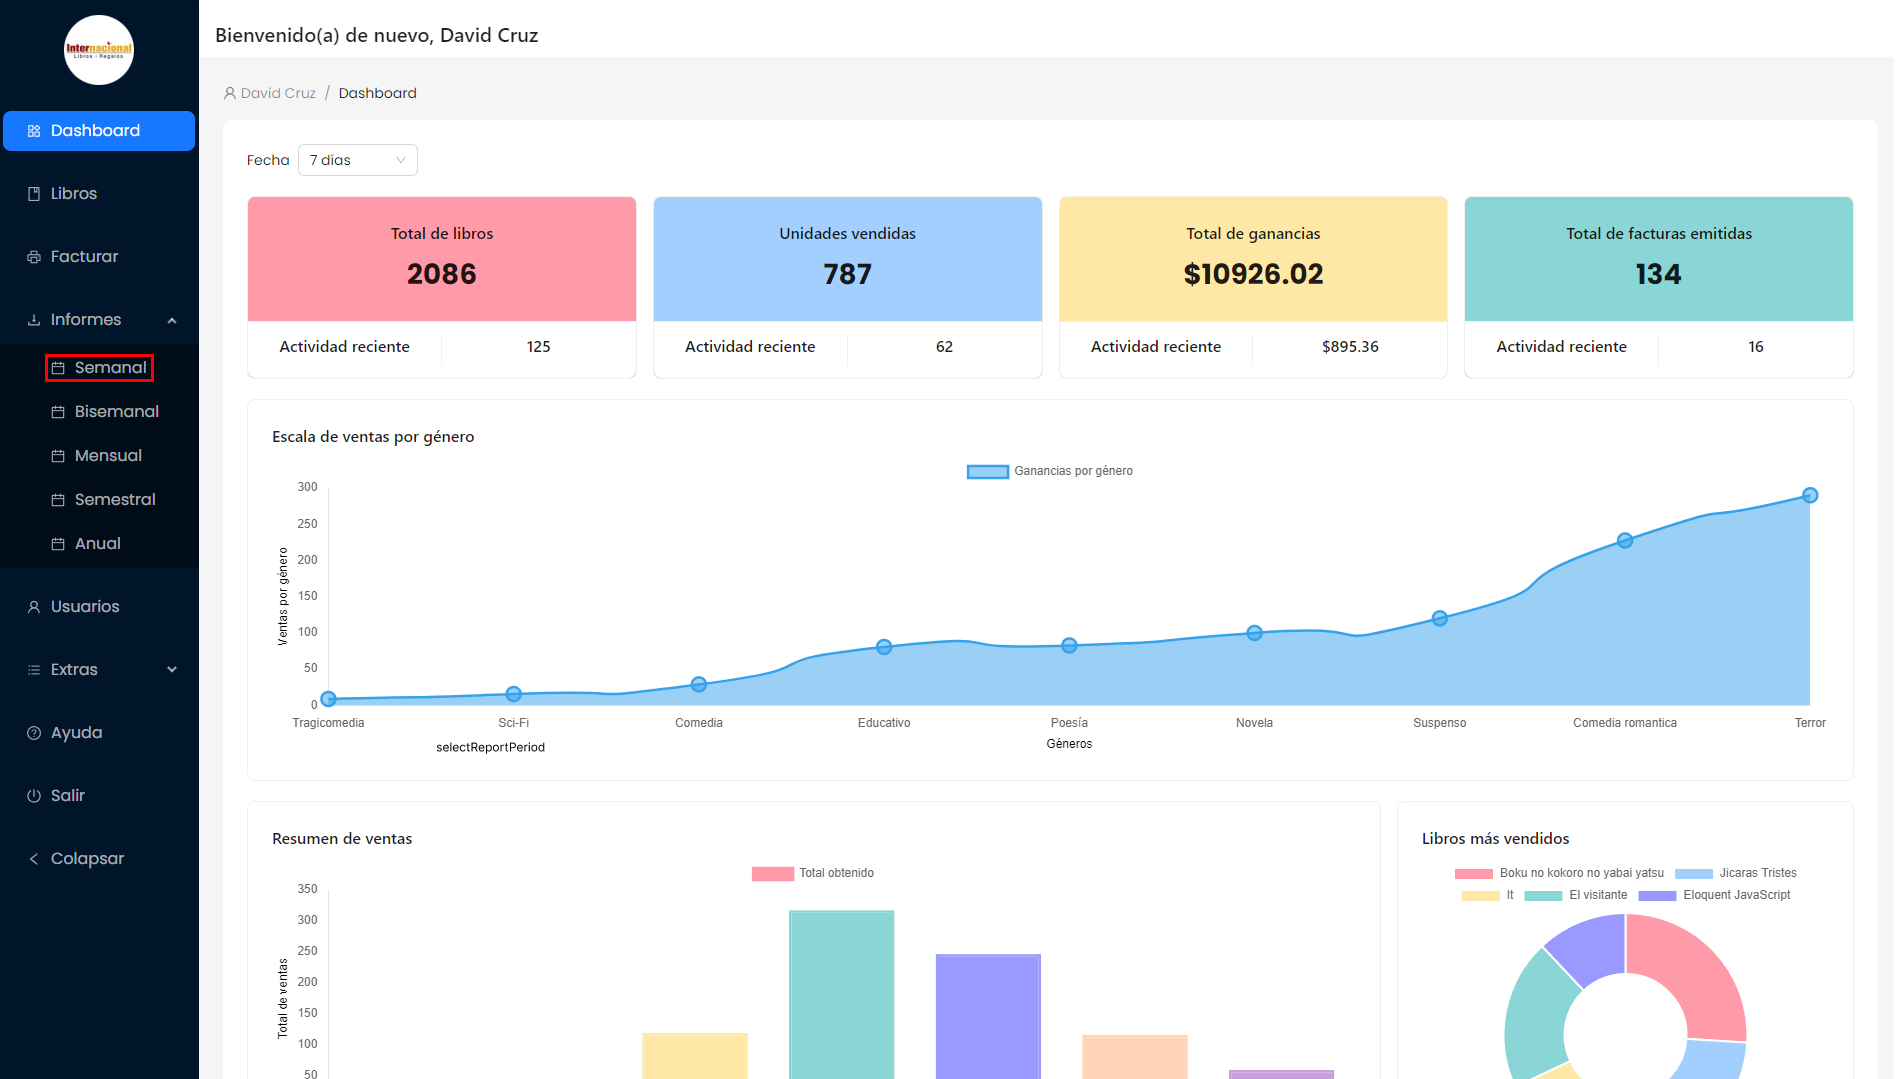 Internacional
Libros - Regalos
Dashboard
Libros
Facturar
Informes
Semanal
Bisemanal
Mensual
Semestral
Anual
Usuarios
Extras
Ayuda
Salir
Colapsar
Bienvenido(a) de nuevo, David Cruz
David Cruz / Dashboard
Fecha 7 días
Total de libros
2086
Actividad reciente 125
Unidades vendidas
787
Actividad reciente 62
Total de ganancias
$10926.02
Actividad reciente $895.36
Total de facturas emitidas
134
Actividad reciente 16
Escala de ventas por género
Ganancias por género
Ventas por género
300
250
200
150
100
50
0
Tragicomedia Sci-Fi Comedia Educativo Poesía Novela Suspenso Comedia romantica Terror
selectReportPeriod
Géneros
Resumen de ventas
Total obtenido
Total de ventas
350
300
250
200
150
100
50
Libros más vendidos
Boku no kokoro no yabai yatsu Jicaras Tristes
It El visitante Eloquent JavaScript